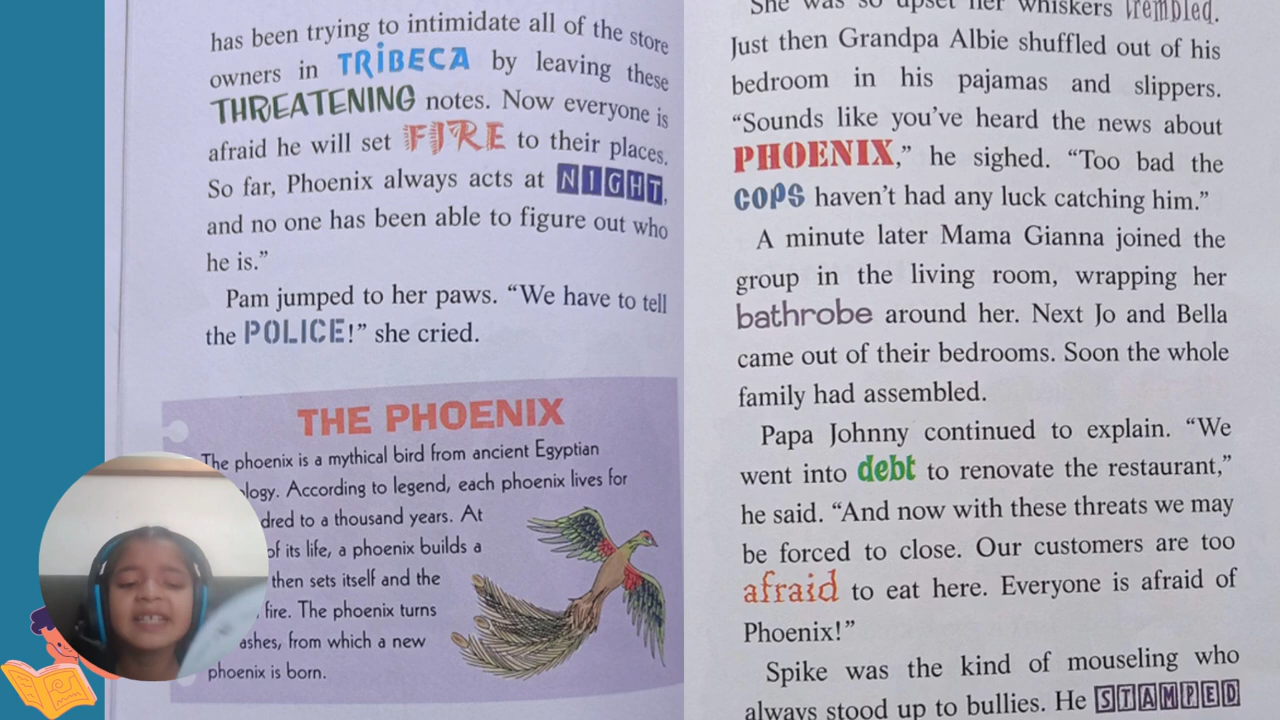 has been trying to intimidate all of the store
owners in TRIBECA by leaving these
THREATENING notes. Now everyone is
afraid he will set FIRE to their places.
So far, Phoenix always acts at NIGHT,
and no one has been able to figure out who
he is.”
Pam jumped to her paws. “We have to tell
the POLICE!” she cried.
THE PHOENIX
The phoenix is a mythical bird from ancient Egyptian
logy. According to legend, each phoenix lives for
dred to a thousand years. At
of its life, a phoenix builds a
then sets itself and the
fire. The phoenix turns
ashes, from which a new
phoenix is born.
She was so upset her whiskers trembled.
Just then Grandpa Albie shuffled out of his
bedroom in his pajamas and slippers.
“Sounds like you’ve heard the news about
PHOENIX,” he sighed. “Too bad the
COPS haven’t had any luck catching him.”
A minute later Mama Gianna joined the
group in the living room, wrapping her
bathrobe around her. Next Jo and Bella
came out of their bedrooms. Soon the whole
family had assembled.
Papa Johnny continued to explain. “We
went into debt to renovate the restaurant,”
he said. “And now with these threats we may
be forced to close. Our customers are too
afraid to eat here. Everyone is afraid of
Phoenix!”
Spike was the kind of mouseling who
always stood up to bullies. He STAMPED